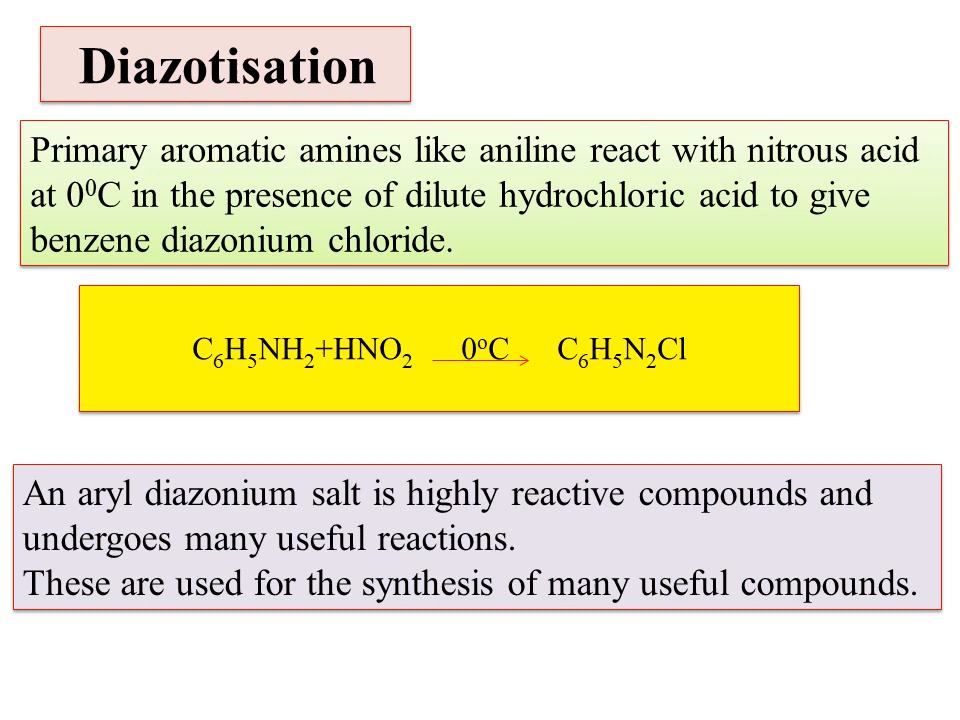 Diazotisation
Primary aromatic amines like aniline react with nitrous acid
at 0⁰C in the presence of dilute hydrochloric acid to give
benzene diazonium chloride.
C₆H₅NH₂+HNO₂ 0ᵒC C₆H₅N₂Cl
An aryl diazonium salt is highly reactive compounds and
undergoes many useful reactions.
These are used for the synthesis of many useful compounds.